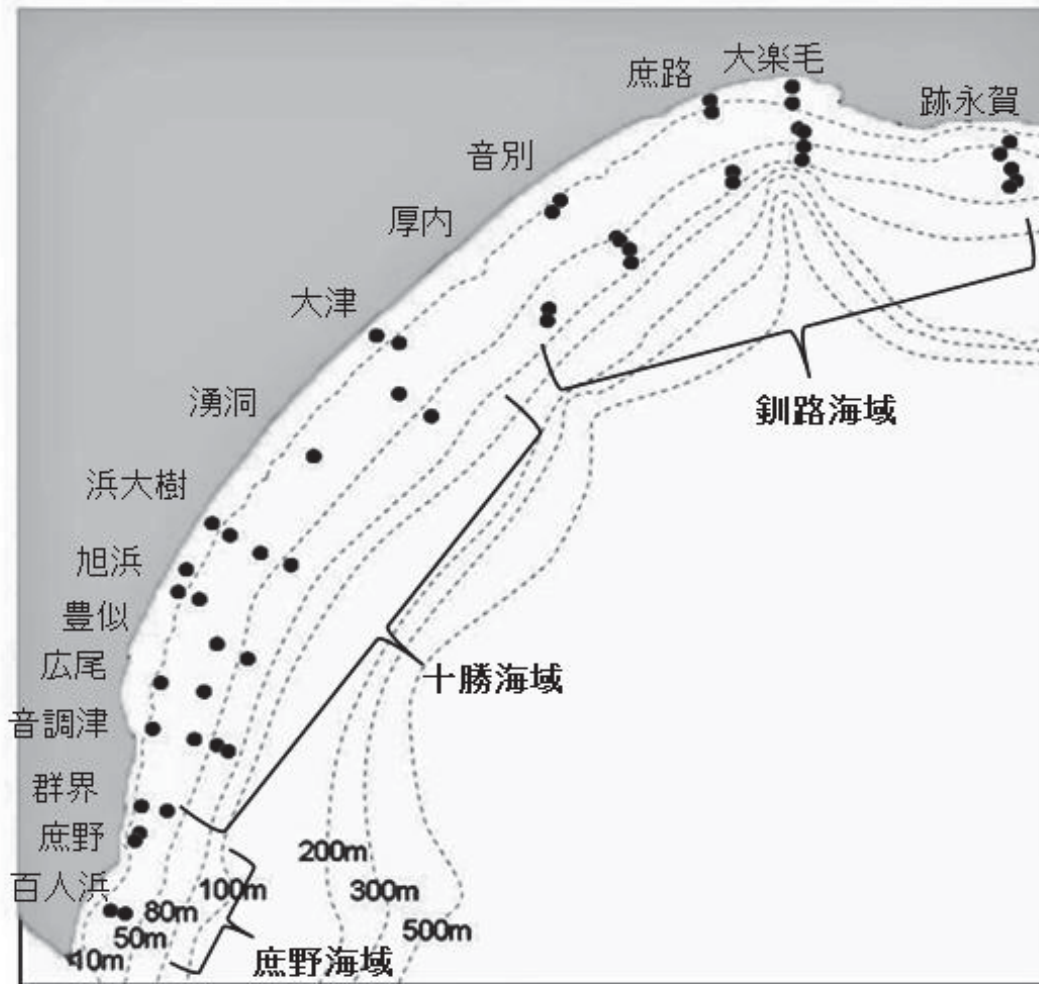 大楽毛
庶路
跡永賀
音別
厚内
大津
湧洞
釧路海域
浜大樹
旭浜
豊似
広尾
十勝海域
音調津
群界
庶野
200m
百人浜
100m
300m
80m
500m
50m
10m
庶野海域